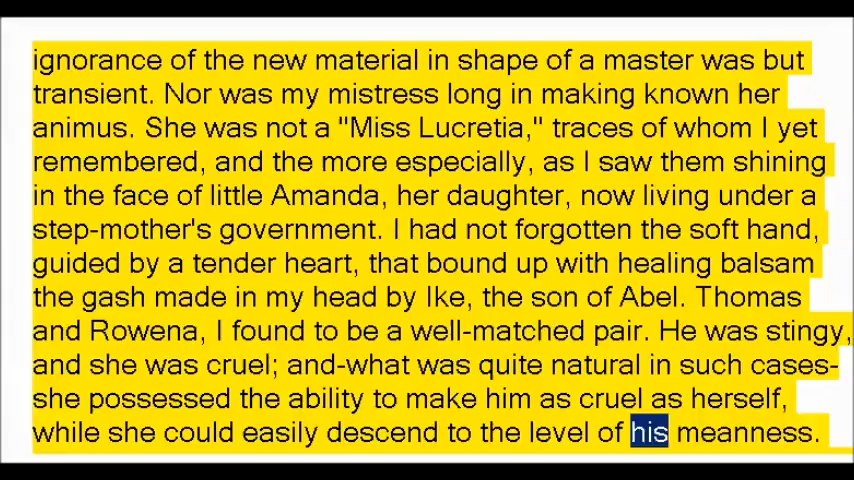 ignorance of the new material in shape of a master was but
transient. Nor was my mistress long in making known her
animus. She was not a "Miss Lucretia," traces of whom I yet
remembered, and the more especially, as I saw them shining
in the face of little Amanda, her daughter, now living under a
step-mother's government. I had not forgotten the soft hand,
guided by a tender heart, that bound up with healing balsam
the gash made in my head by Ike, the son of Abel. Thomas
and Rowena, I found to be a well-matched pair. He was stingy,
and she was cruel; and-what was quite natural in such cases-
she possessed the ability to make him as cruel as herself,
while she could easily descend to the level of his meanness.